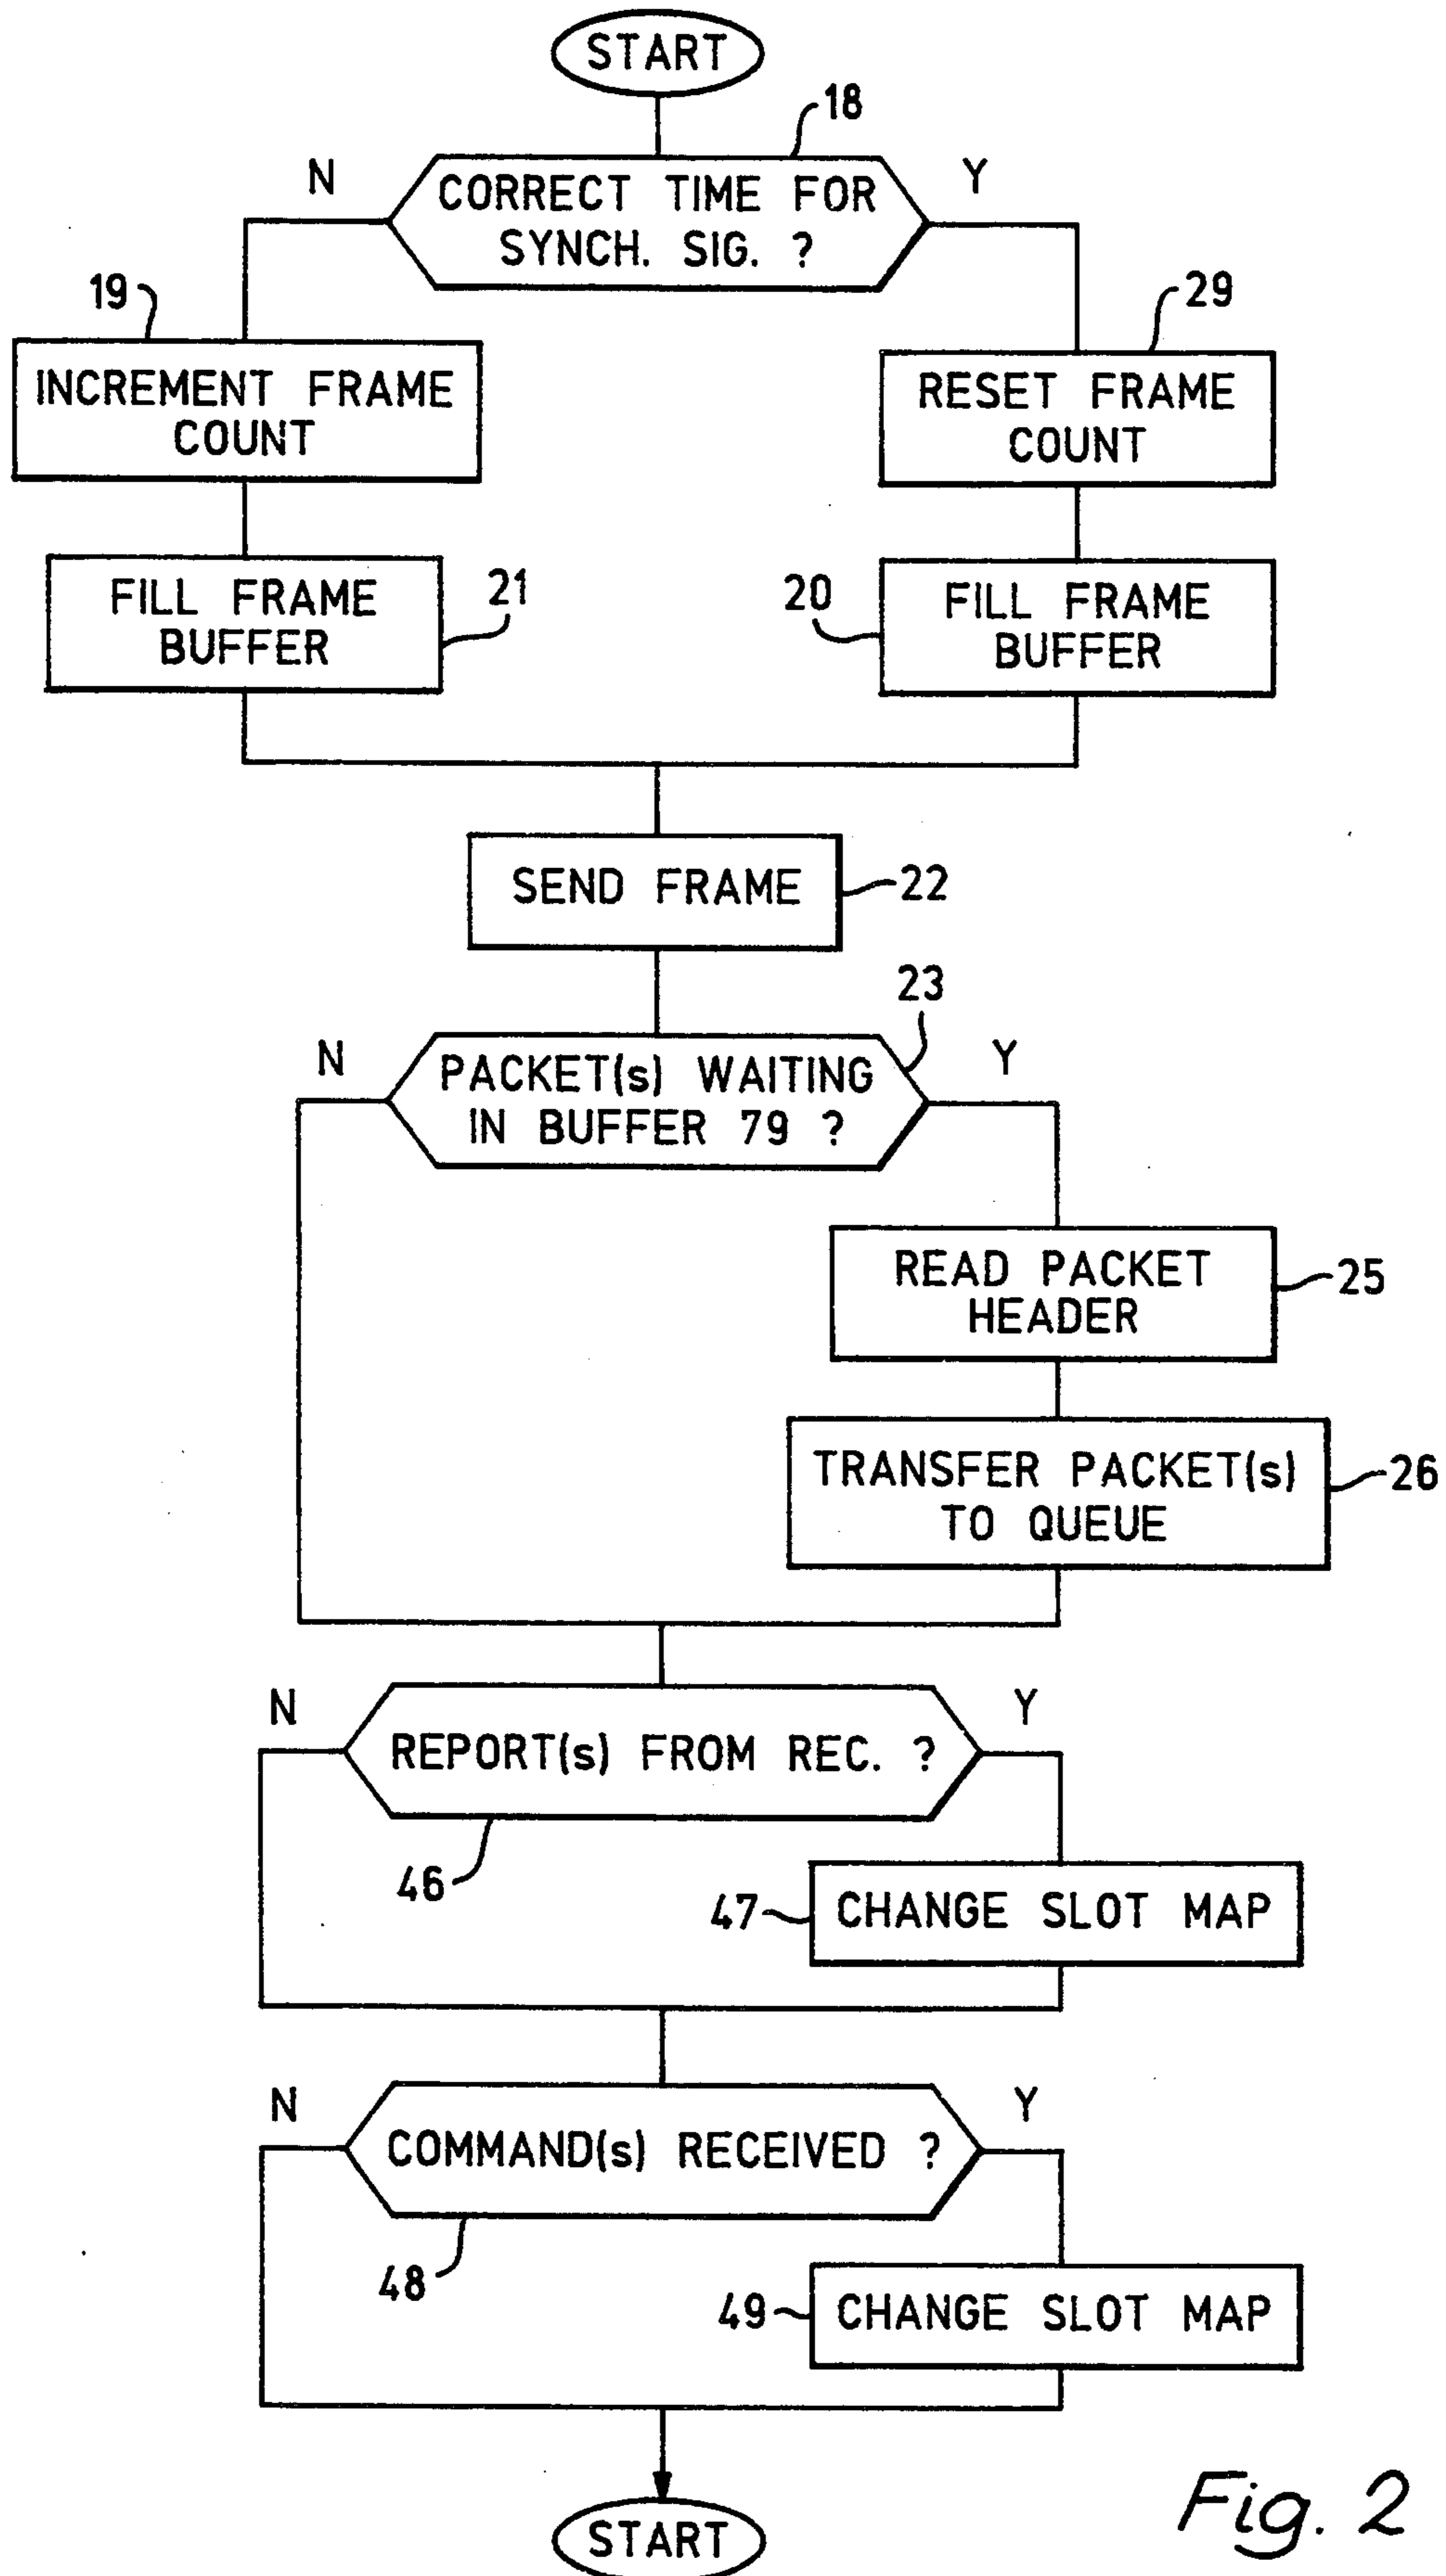 START
18
N
CORRECT TIME FOR
SYNCH. SIG. ?
Y
19
INCREMENT FRAME
COUNT
29
RESET FRAME
COUNT
FILL FRAME
BUFFER
21
20
FILL FRAME
BUFFER
SEND FRAME
22
23
N
PACKET(s) WAITING
IN BUFFER 79 ?
Y
READ PACKET
HEADER
25
TRANSFER PACKET(s)
TO QUEUE
26
N
REPORT(s) FROM REC. ?
Y
46
47
CHANGE SLOT MAP
N
COMMAND(s) RECEIVED ?
Y
48
49
CHANGE SLOT MAP
START
Fig. 2